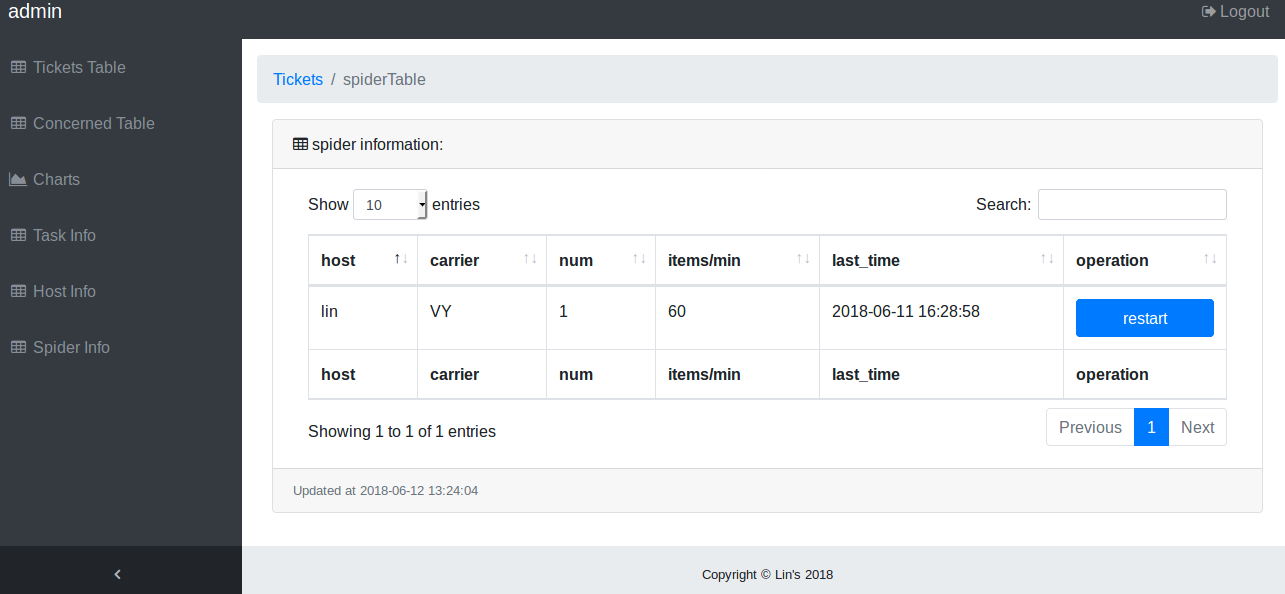 admin
Logout
Tickets Table
Concerned Table
Charts
Task Info
Host Info
Spider Info
Tickets / spiderTable
spider information:
Show 10 entries
Search:
host carrier num items/min last_time operation
lin VY 1 60 2018-06-11 16:28:58 restart
host carrier num items/min last_time operation
Showing 1 to 1 of 1 entries
Previous 1 Next
Updated at 2018-06-12 13:24:04
Copyright © Lin's 2018